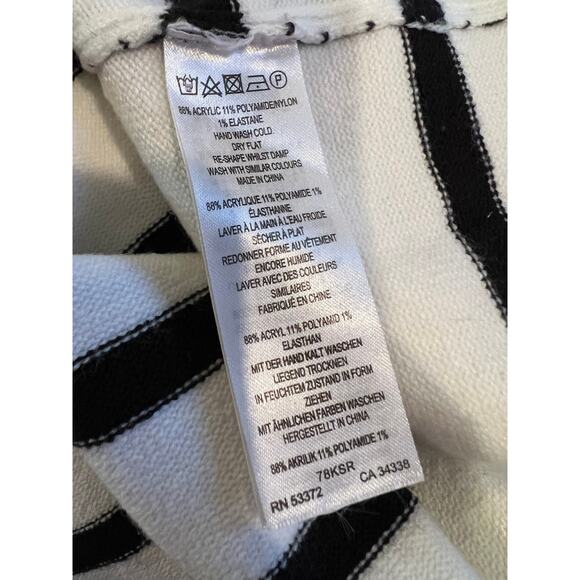 P
88% ACRYLIC 11% POLYAMIDE/NYLON
1% ELASTANE
HAND WASH COLD
DRY FLAT
RE-SHAPE WHILST DAMP
WASH WITH SIMILAR COLOURS
MADE IN CHINA
88% ACRYLIQUE 11% POLYAMIDE 1%
ÉLASTHANNE
LAVER À LA MAIN À L'EAU FROIDE
SÉCHER À PLAT
REDONNER FORME AU VÊTEMENT
ENCORE HUMIDE
LAVER AVEC DES COULEURS
SIMILAIRES
FABRIQUÉ EN CHINE
88% ACRYL 11% POLYAMID 1%
ELASTHAN
MIT DER HAND KALT WASCHEN
LIEGEND TROCKNEN
IN FEUCHTEM ZUSTAND IN FORM
ZIEHEN
MIT ÄHNLICHEN FARBEN WASCHEN
HERGESTELLT IN CHINA
88% AKRILIK 11% POLYAMIDE 1%
78KSR
RN 53372 CA 34338